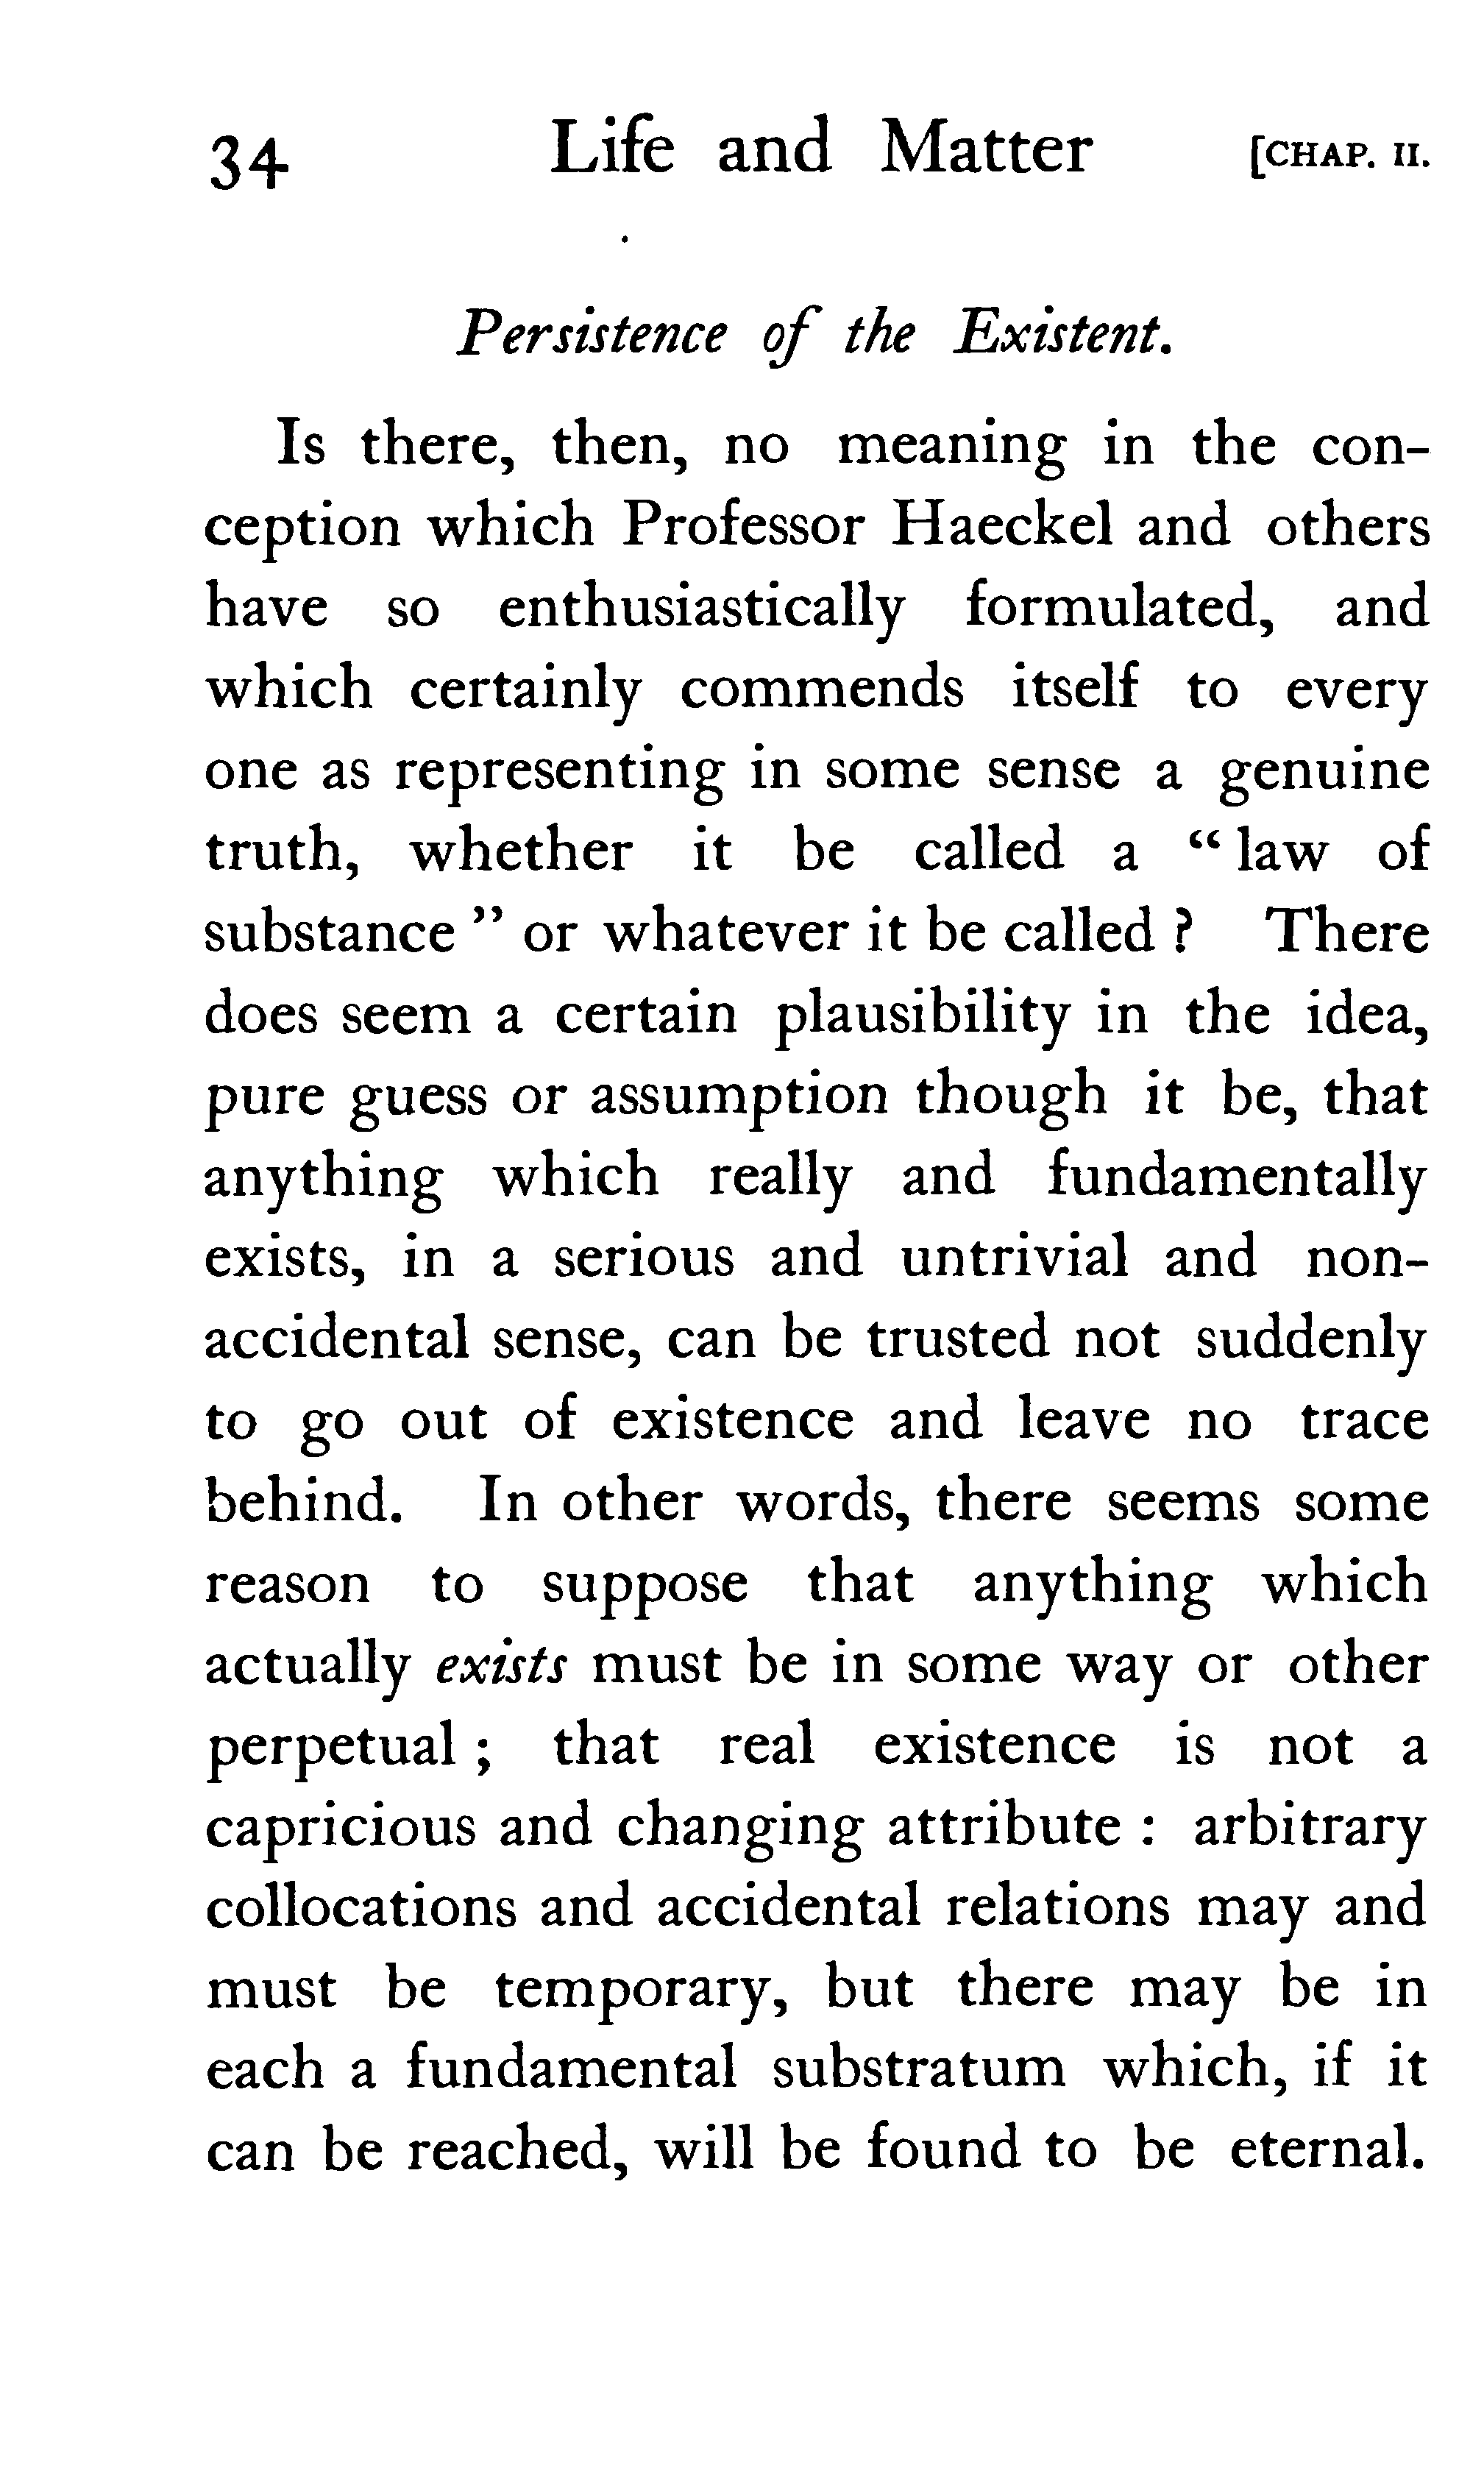 34 Life and Matter [CHAP. II.
Persistence of the Existent.
Is there, then, no meaning in the con-
ception which Professor Haeckel and others
have so enthusiastically formulated, and
which certainly commends itself to every
one as representing in some sense a genuine
truth, whether it be called a “ law of
substance ” or whatever it be called ? There
does seem a certain plausibility in the idea,
pure guess or assumption though it be, that
anything which really and fundamentally
exists, in a serious and untrivial and non-
accidental sense, can be trusted not suddenly
to go out of existence and leave no trace
behind. In other words, there seems some
reason to suppose that anything which
actually exists must be in some way or other
perpetual ; that real existence is not a
capricious and changing attribute : arbitrary
collocations and accidental relations may and
must be temporary, but there may be in
each a fundamental substratum which, if it
can be reached, will be found to be eternal.